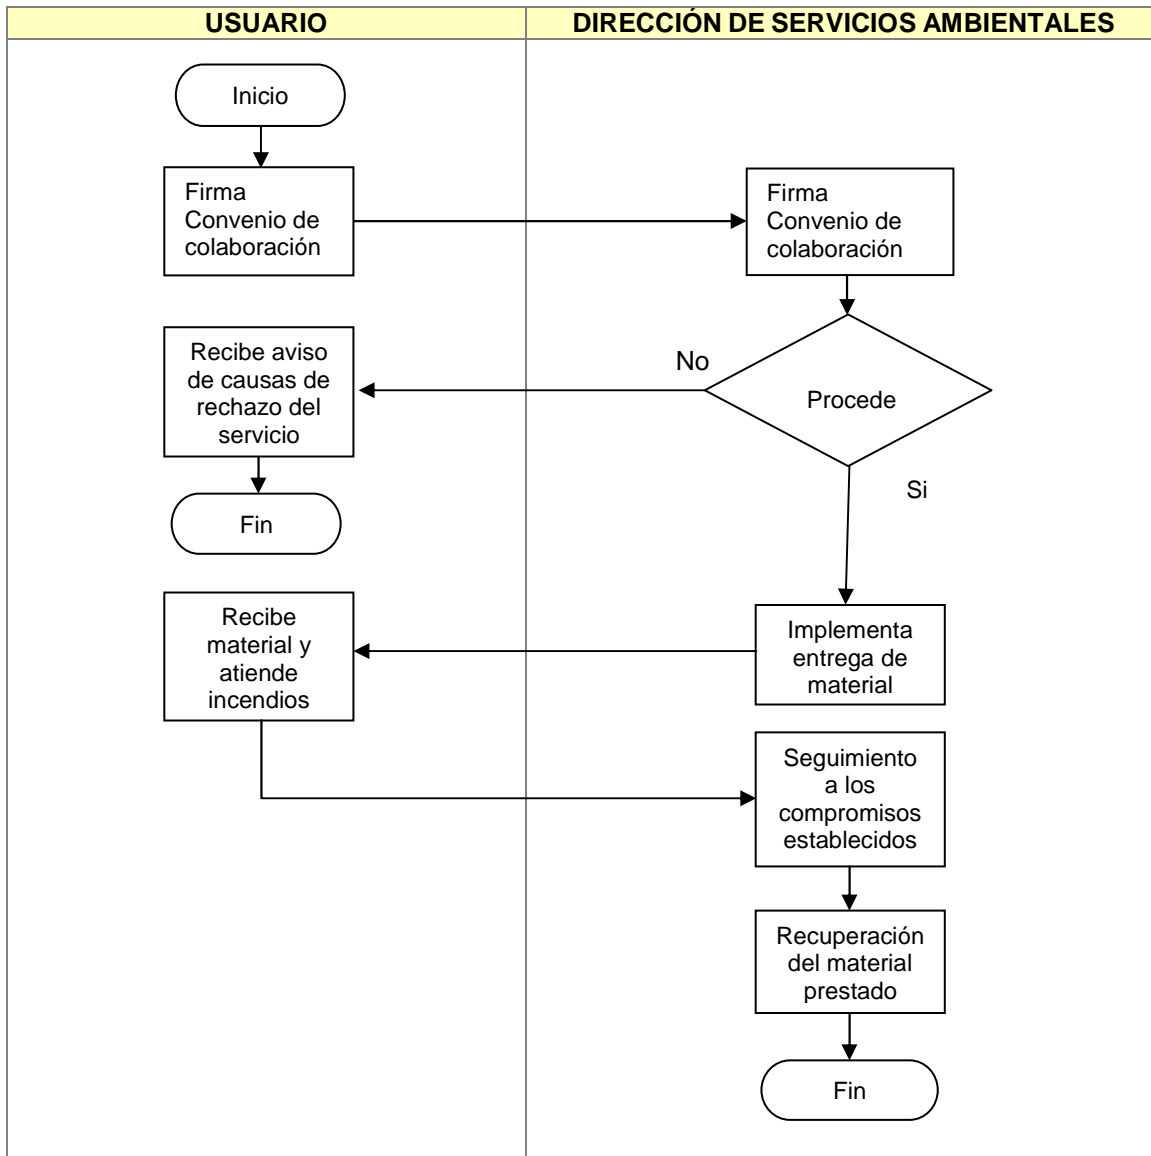 USUARIO
DIRECCIÓN DE SERVICIOS AMBIENTALES
Inicio
Firma
Convenio de
colaboración
Firma
Convenio de
colaboración
Procede
No
Recibe aviso
de causas de
rechazo del
servicio
Fin
Si
Implementa
entrega de
material
Recibe
material y
atiende
incendios
Seguimiento
a los
compromisos
establecidos
Recuperación
del material
prestado
Fin